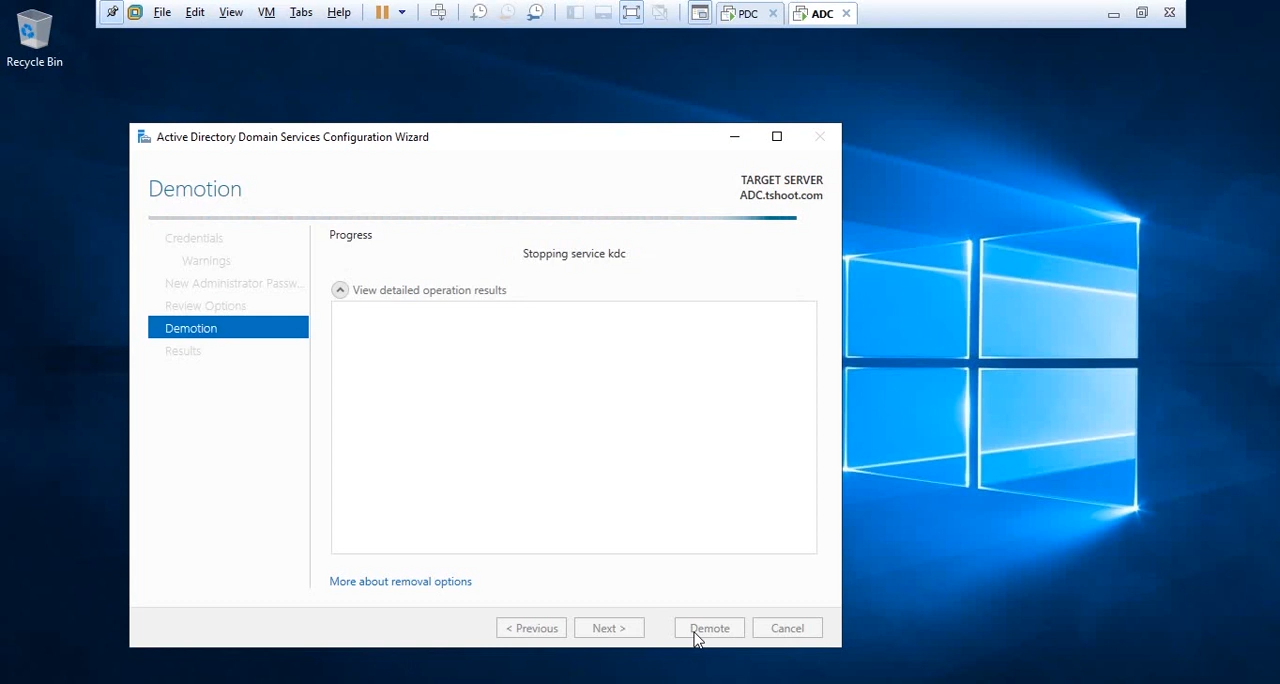 File Edit View VM Tabs Help PDC ADC
Recycle Bin
Active Directory Domain Services Configuration Wizard
Demotion
TARGET SERVER
ADC.tshoot.com
Credentials
Warnings
New Administrator Passw...
Review Options
Demotion
Results
Progress
Stopping service kdc
View detailed operation results
More about removal options
< Previous Next > Demote Cancel